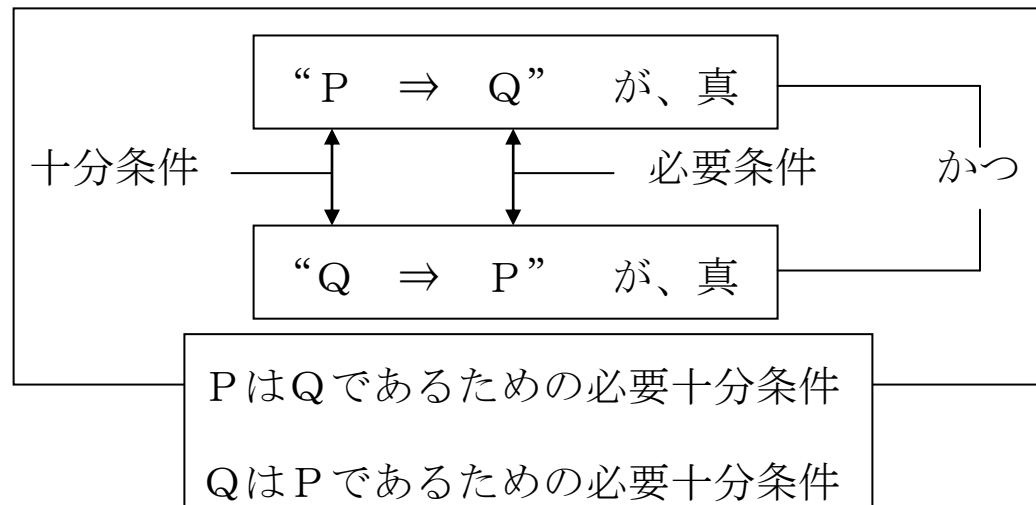 “Ｐ　⇒　Ｑ”　が、真
十分条件
必要条件
かつ
“Ｑ　⇒　Ｐ”　が、真
ＰはＱであるための必要十分条件
ＱはＰであるための必要十分条件